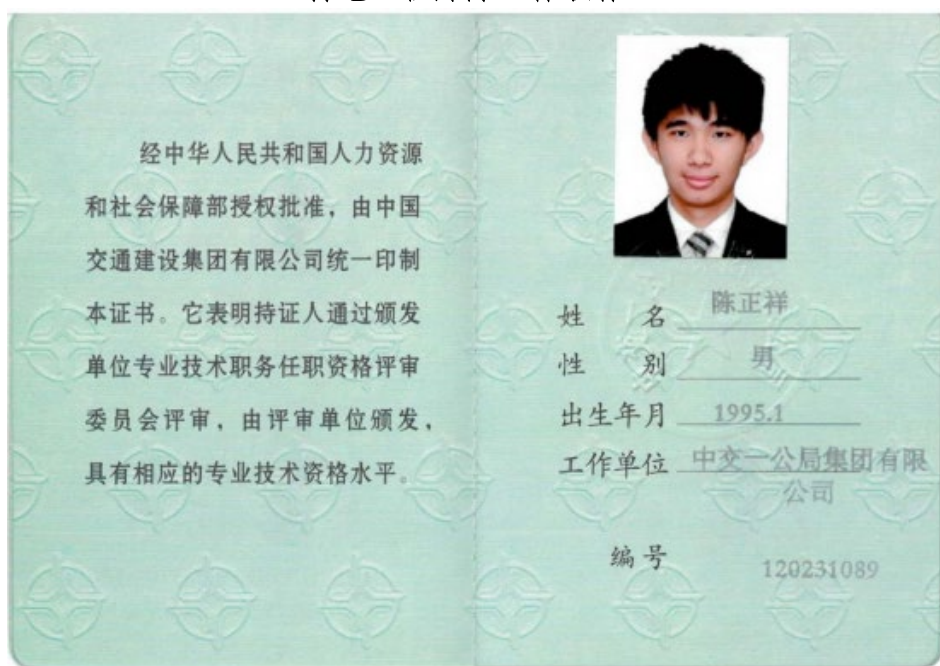 经中华人民共和国人力资源
和社会保障部授权批准，由中国
交通建设集团有限公司统一印制
本证书。它表明持证人通过颁发
单位专业技术职务任职资格评审
委员会评审，由评审单位颁发，
具有相应的专业技术资格水平。
姓 名 陈正祥
性 别 男
出生年月 1995.1
工作单位 中交一公局集团有限
公司
编号 120231089